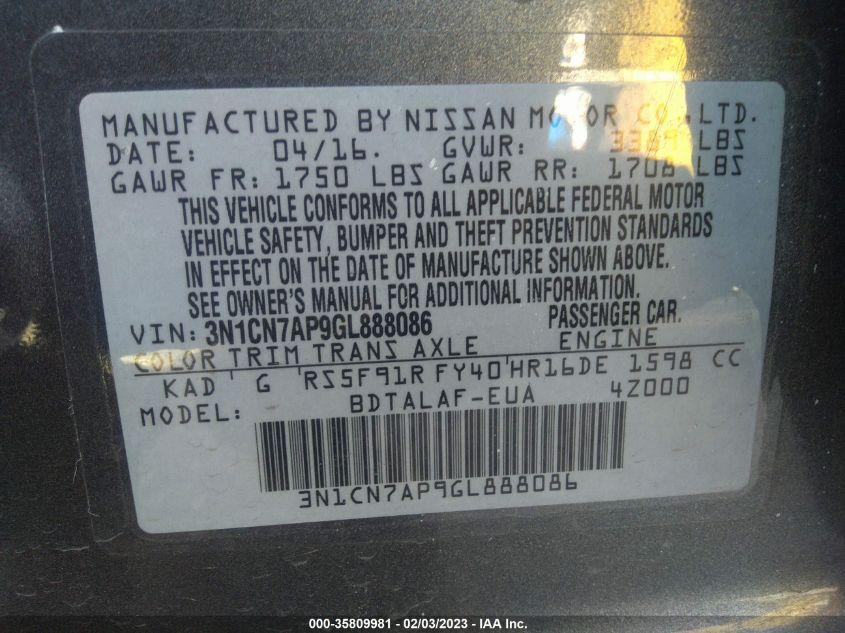 MANUFACTURED BY NISSAN MOTOR CO., LTD.
DATE: 04/16. GVWR: 3389 LBS
GAWR FR: 1750 LBS GAWR RR: 1706 LBS
THIS VEHICLE CONFORMS TO ALL APPLICABLE FEDERAL MOTOR
VEHICLE SAFETY, BUMPER AND THEFT PREVENTION STANDARDS
IN EFFECT ON THE DATE OF MANUFACTURE SHOWN ABOVE.
SEE OWNER'S MANUAL FOR ADDITIONAL INFORMATION.
VIN: 3N1CN7AP9GL888086 PASSENGER CAR.
COLOR TRIM TRANS AXLE ENGINE
KAD G RS5F91R FY40 HR16DE 1598 CC
MODEL: BDTALAF-EUA 4Z000
3N1CN7AP9GL888086
000-35809981 - 02/03/2023 - IAA Inc.